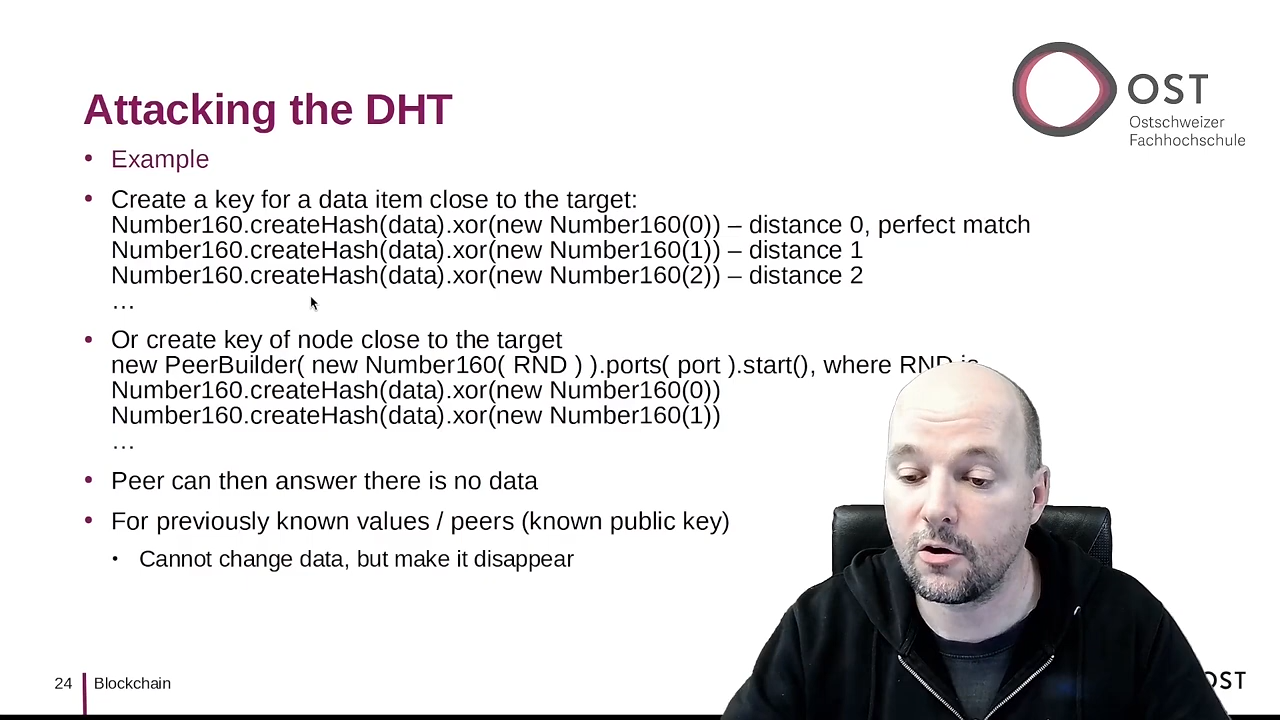 OST
Ostschweizer
Fachhochschule
Attacking the DHT
• Example
• Create a key for a data item close to the target:
Number160.createHash(data).xor(new Number160(0)) – distance 0, perfect match
Number160.createHash(data).xor(new Number160(1)) – distance 1
Number160.createHash(data).xor(new Number160(2)) – distance 2
…
• Or create key of node close to the target
new PeerBuilder( new Number160( RND ) ).ports( port ).start(), where RND is
Number160.createHash(data).xor(new Number160(0))
Number160.createHash(data).xor(new Number160(1))
…
• Peer can then answer there is no data
• For previously known values / peers (known public key)
• Cannot change data, but make it disappear
24 Blockchain
OST